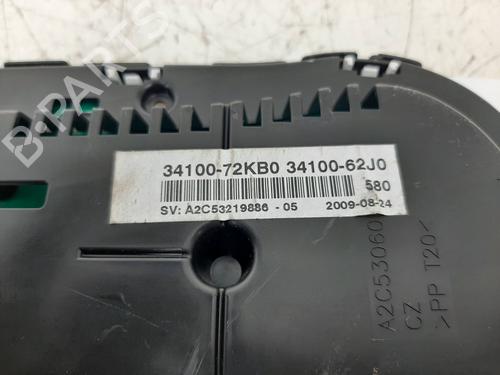 B-PARTS
34100-72KB0 34100-62J0
580
SV: A2C53219886 - 05 2009-08-24
A2C53060
CZ
>PP T20<